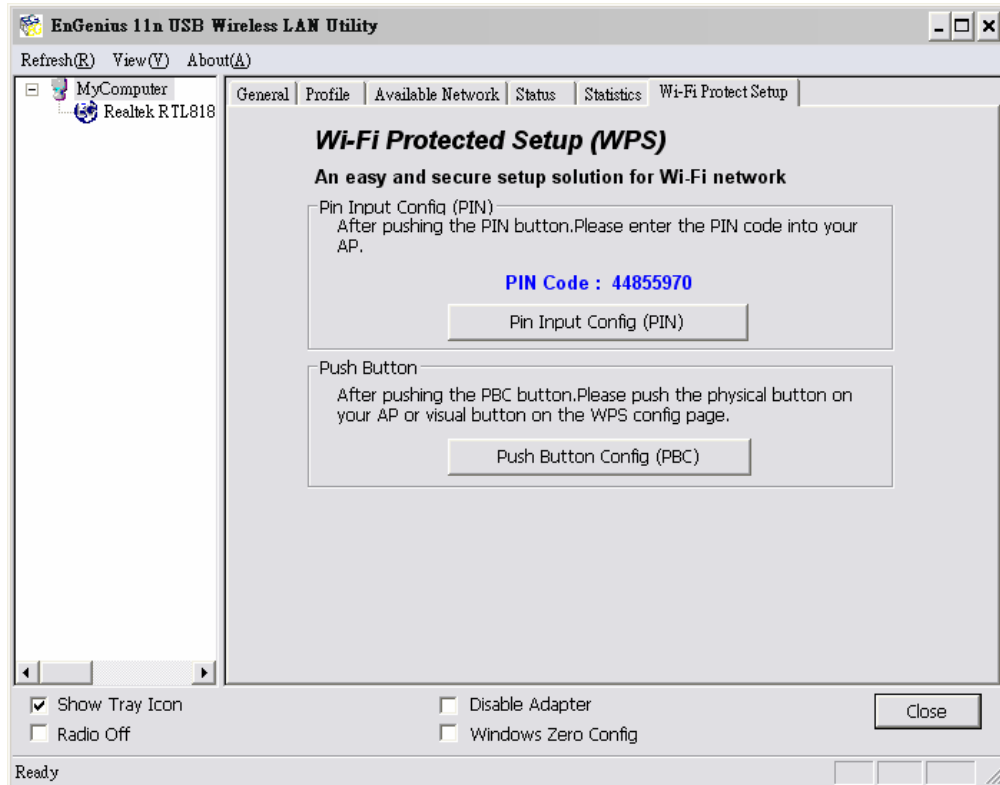 EnGenius 11n USB Wireless LAN Utility
Refresh(R) View(V) About(A)
MyComputer
Realtek RTL818
General Profile Available Network Status Statistics Wi-Fi Protect Setup
Wi-Fi Protected Setup (WPS)
An easy and secure setup solution for Wi-Fi network
Pin Input Config (PIN)
After pushing the PIN button.Please enter the PIN code into your
AP.
PIN Code : 44855970
Pin Input Config (PIN)
Push Button
After pushing the PBC button.Please push the physical button on
your AP or visual button on the WPS config page.
Push Button Config (PBC)
Show Tray Icon
Disable Adapter
Close
Radio Off
Windows Zero Config
Ready